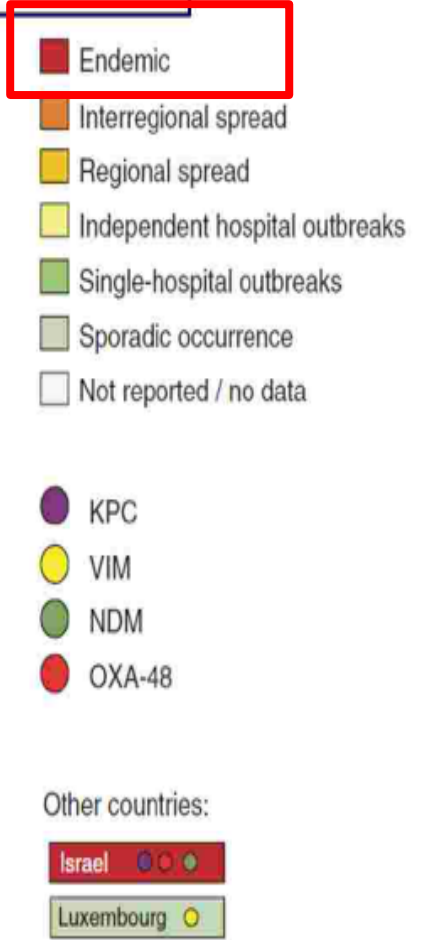 Endemic
Interregional spread
Regional spread
Independent hospital outbreaks
Single-hospital outbreaks
Sporadic occurrence
Not reported / no data
KPC
VIM
NDM
OXA-48
Other countries:
Israel
Luxembourg